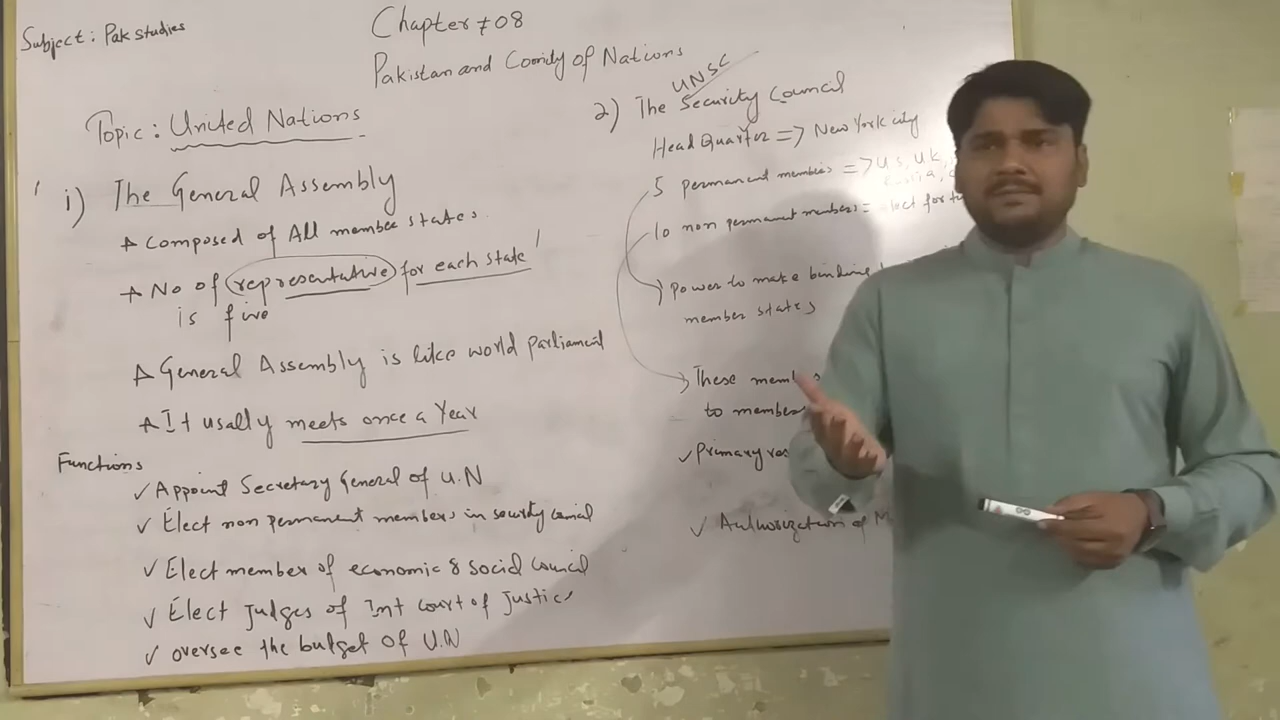 Subject: Pak studies
Chapter # 08
Pakistan and Comity of Nations
Topic: United Nations
i) The General Assembly
Composed of All member states.
No of representative for each state
is five
General Assembly is like world parliament
It usally meets once a Year
Functions
✓ Appoint Secretary General of U.N
✓ Elect non permanent members in security
✓ Elect member of economic & Social Council
✓ Elect Judges of Int court of Justice
✓ oversee the budget of U.N
UNSC
2) The Security Council
Head Quarter => New York city
5 permanent members => US, UK,
10 non permanent members = for
power to make binding
member states
These
to member
✓ Primary
✓ Authorization of M